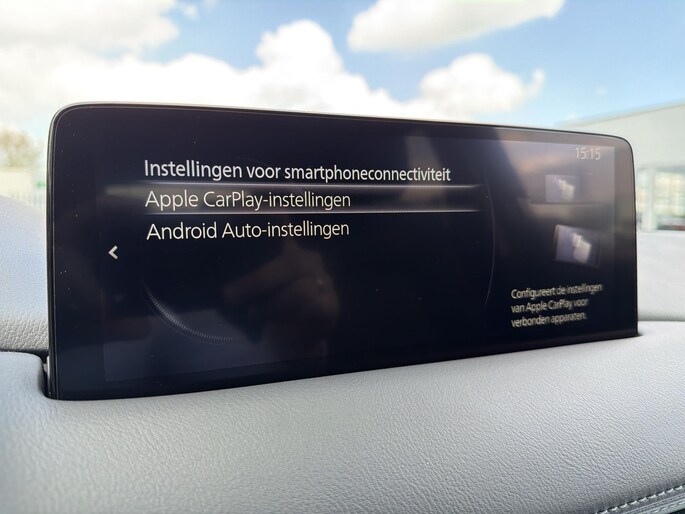 15:15
Instellingen voor smartphoneconnectiviteit
Apple CarPlay-instellingen
Android Auto-instellingen
Configureert de instellingen
van Apple CarPlay voor
verbonden apparaten.